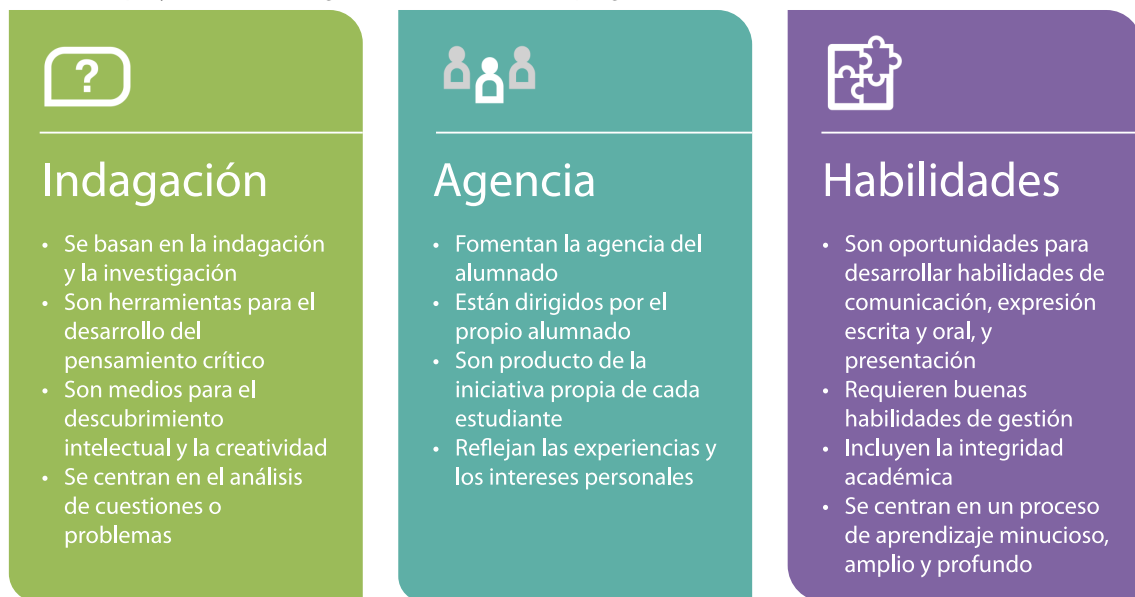 ?
Indagación
• Se basan en la indagación
y la investigación
• Son herramientas para el
desarrollo del
pensamiento crítico
• Son medios para el
descubrimiento
intelectual y la creatividad
• Se centran en el análisis
de cuestiones o
problemas
Agencia
• Fomentan la agencia del
alumnado
• Están dirigidos por el
propio alumnado
• Son producto de la
iniciativa propia de cada
estudiante
• Reflejan las experiencias y
los intereses personales
Habilidades
• Son oportunidades para
desarrollar habilidades de
comunicación, expresión
escrita y oral, y
presentación
• Requieren buenas
habilidades de gestión
• Incluyen la integridad
académica
• Se centran en un proceso
de aprendizaje minucioso,
amplio y profundo